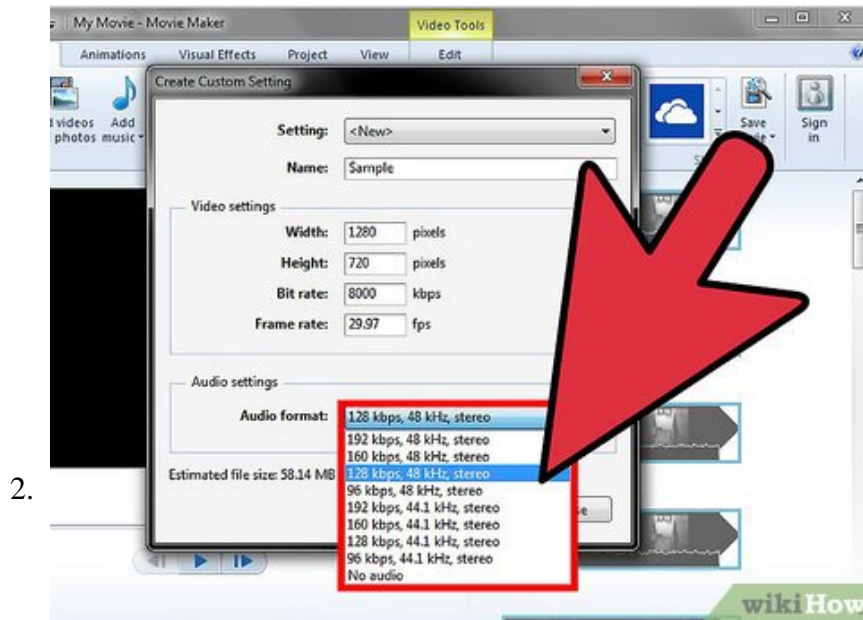 My Movie - Movie Maker
Video Tools
Animations Visual Effects Project View Edit
videos Add
photos music
Save
Sign
in
Create Custom Setting
Setting: <New>
Name: Sample
Video settings
Width: 1280 pixels
Height: 720 pixels
Bit rate: 8000 kbps
Frame rate: 29.97 fps
Audio settings
Audio format: 128 kbps, 48 kHz, stereo
192 kbps, 48 kHz, stereo
160 kbps, 48 kHz, stereo
128 kbps, 48 kHz, stereo
96 kbps, 48 kHz, stereo
192 kbps, 44.1 kHz, stereo
160 kbps, 44.1 kHz, stereo
128 kbps, 44.1 kHz, stereo
96 kbps, 44.1 kHz, stereo
No audio
Estimated file size: 58.14 MB
2.
wikiHow